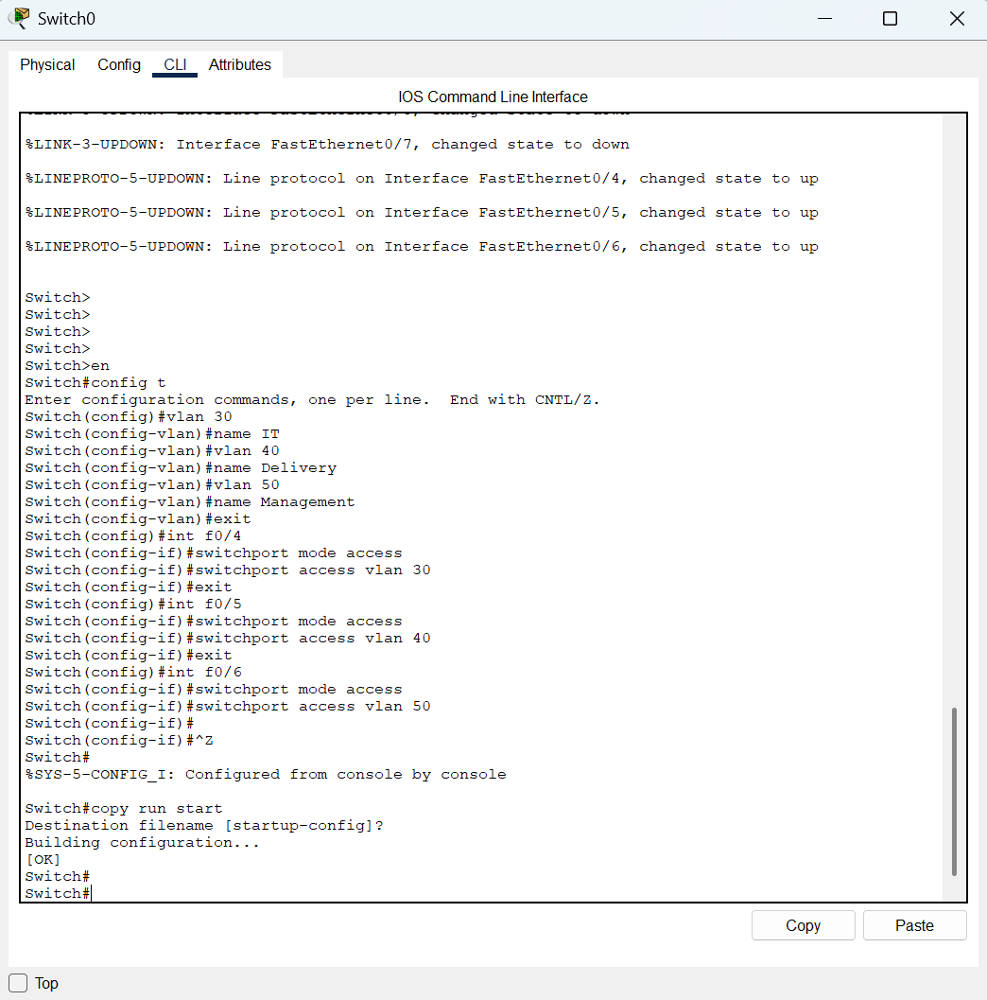 Switch0
Physical Config CLI Attributes
IOS Command Line Interface
%LINK-3-UPDOWN: Interface FastEthernet0/7, changed state to down
%LINEPROTO-5-UPDOWN: Line protocol on Interface FastEthernet0/4, changed state to up
%LINEPROTO-5-UPDOWN: Line protocol on Interface FastEthernet0/5, changed state to up
%LINEPROTO-5-UPDOWN: Line protocol on Interface FastEthernet0/6, changed state to up
Switch>
Switch>
Switch>
Switch>
Switch>en
Switch#config t
Enter configuration commands, one per line.  End with CNTL/Z.
Switch(config)#vlan 30
Switch(config-vlan)#name IT
Switch(config-vlan)#vlan 40
Switch(config-vlan)#name Delivery
Switch(config-vlan)#vlan 50
Switch(config-vlan)#name Management
Switch(config-vlan)#exit
Switch(config)#int f0/4
Switch(config-if)#switchport mode access
Switch(config-if)#switchport access vlan 30
Switch(config-if)#exit
Switch(config)#int f0/5
Switch(config-if)#switchport mode access
Switch(config-if)#switchport access vlan 40
Switch(config-if)#exit
Switch(config)#int f0/6
Switch(config-if)#switchport mode access
Switch(config-if)#switchport access vlan 50
Switch(config-if)#
Switch(config-if)#^Z
Switch#
%SYS-5-CONFIG_I: Configured from console by console
Switch#copy run start
Destination filename [startup-config]?
Building configuration...
[OK]
Switch#
Switch#
Copy Paste
Top